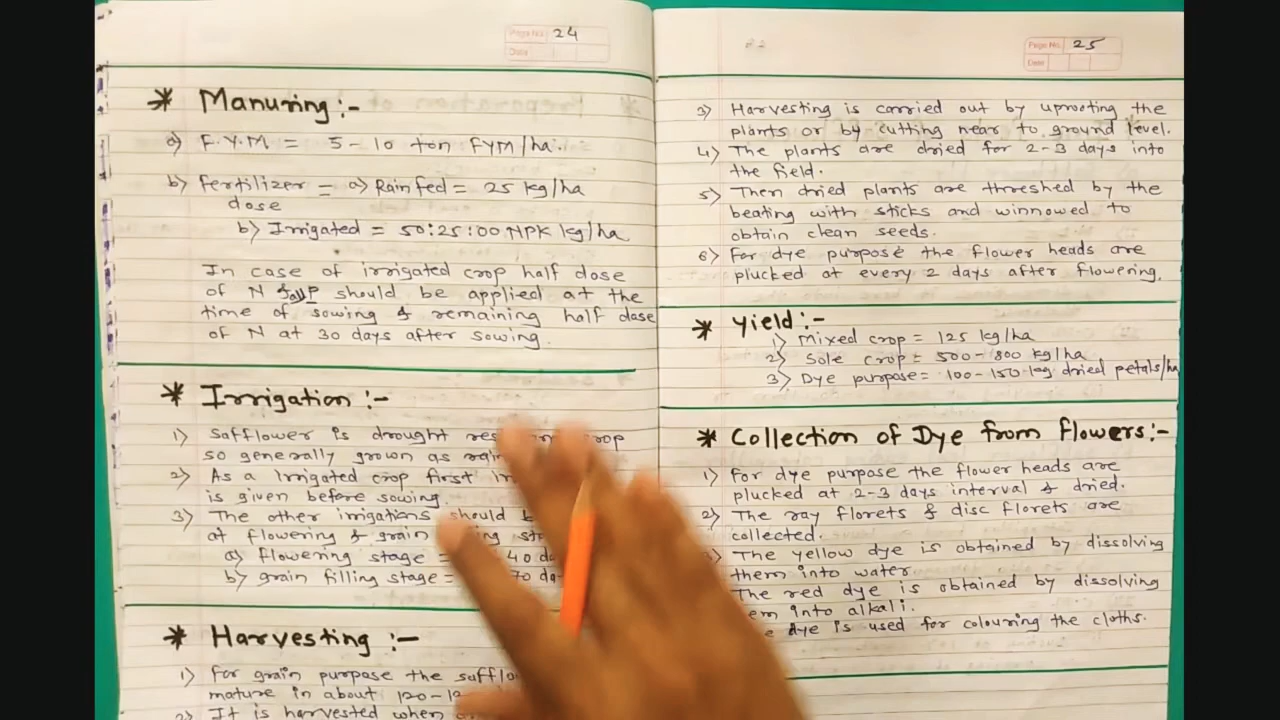 Page No. 24
Date
* Manuring :-
a) F.Y.M = 5 - 10 ton FYM/ha.
b) fertilizer = a) Rainfed = 25 kg/ha
dose
b) Irrigated = 50:25:00 NPK kg/ha
In case of irrigated crop half dose
of N & all P should be applied at the
time of sowing & remaining half dose
of N at 30 days after sowing.
* Irrigation :-
1) Safflower is drought crop
so generally grown as
2) As a irrigated crop first
is given before sowing.
3) The other irrigations should
at flowering & grain
a) flowering stage = 40
b) grain filling stage = 70
* Harvesting :-
1) For grain purpose the
mature in about
2) It is harvested when
Page No. 25
Date
3) Harvesting is carried out by uprooting the
plants or by cutting near to ground level.
4) The plants are dried for 2-3 days into
the field.
5) Then dried plants are threshed by the
beating with sticks and winnowed to
obtain clean seeds.
6) For dye purpose the flower heads are
plucked at every 2 days after flowering.
* Yield :-
1) Mixed crop = 125 kg/ha
2) Sole crop = 500 - 800 kg/ha
3) Dye purpose = 100 - 150 kg dried petals/ha
* Collection of Dye from flowers :-
1) For dye purpose the flower heads are
plucked at 2-3 days interval & dried.
2) The ray florets & disc florets are
collected.
3) The yellow dye is obtained by dissolving
them into water
The red dye is obtained by dissolving
them into alkali.
dye is used for colouring the cloths.